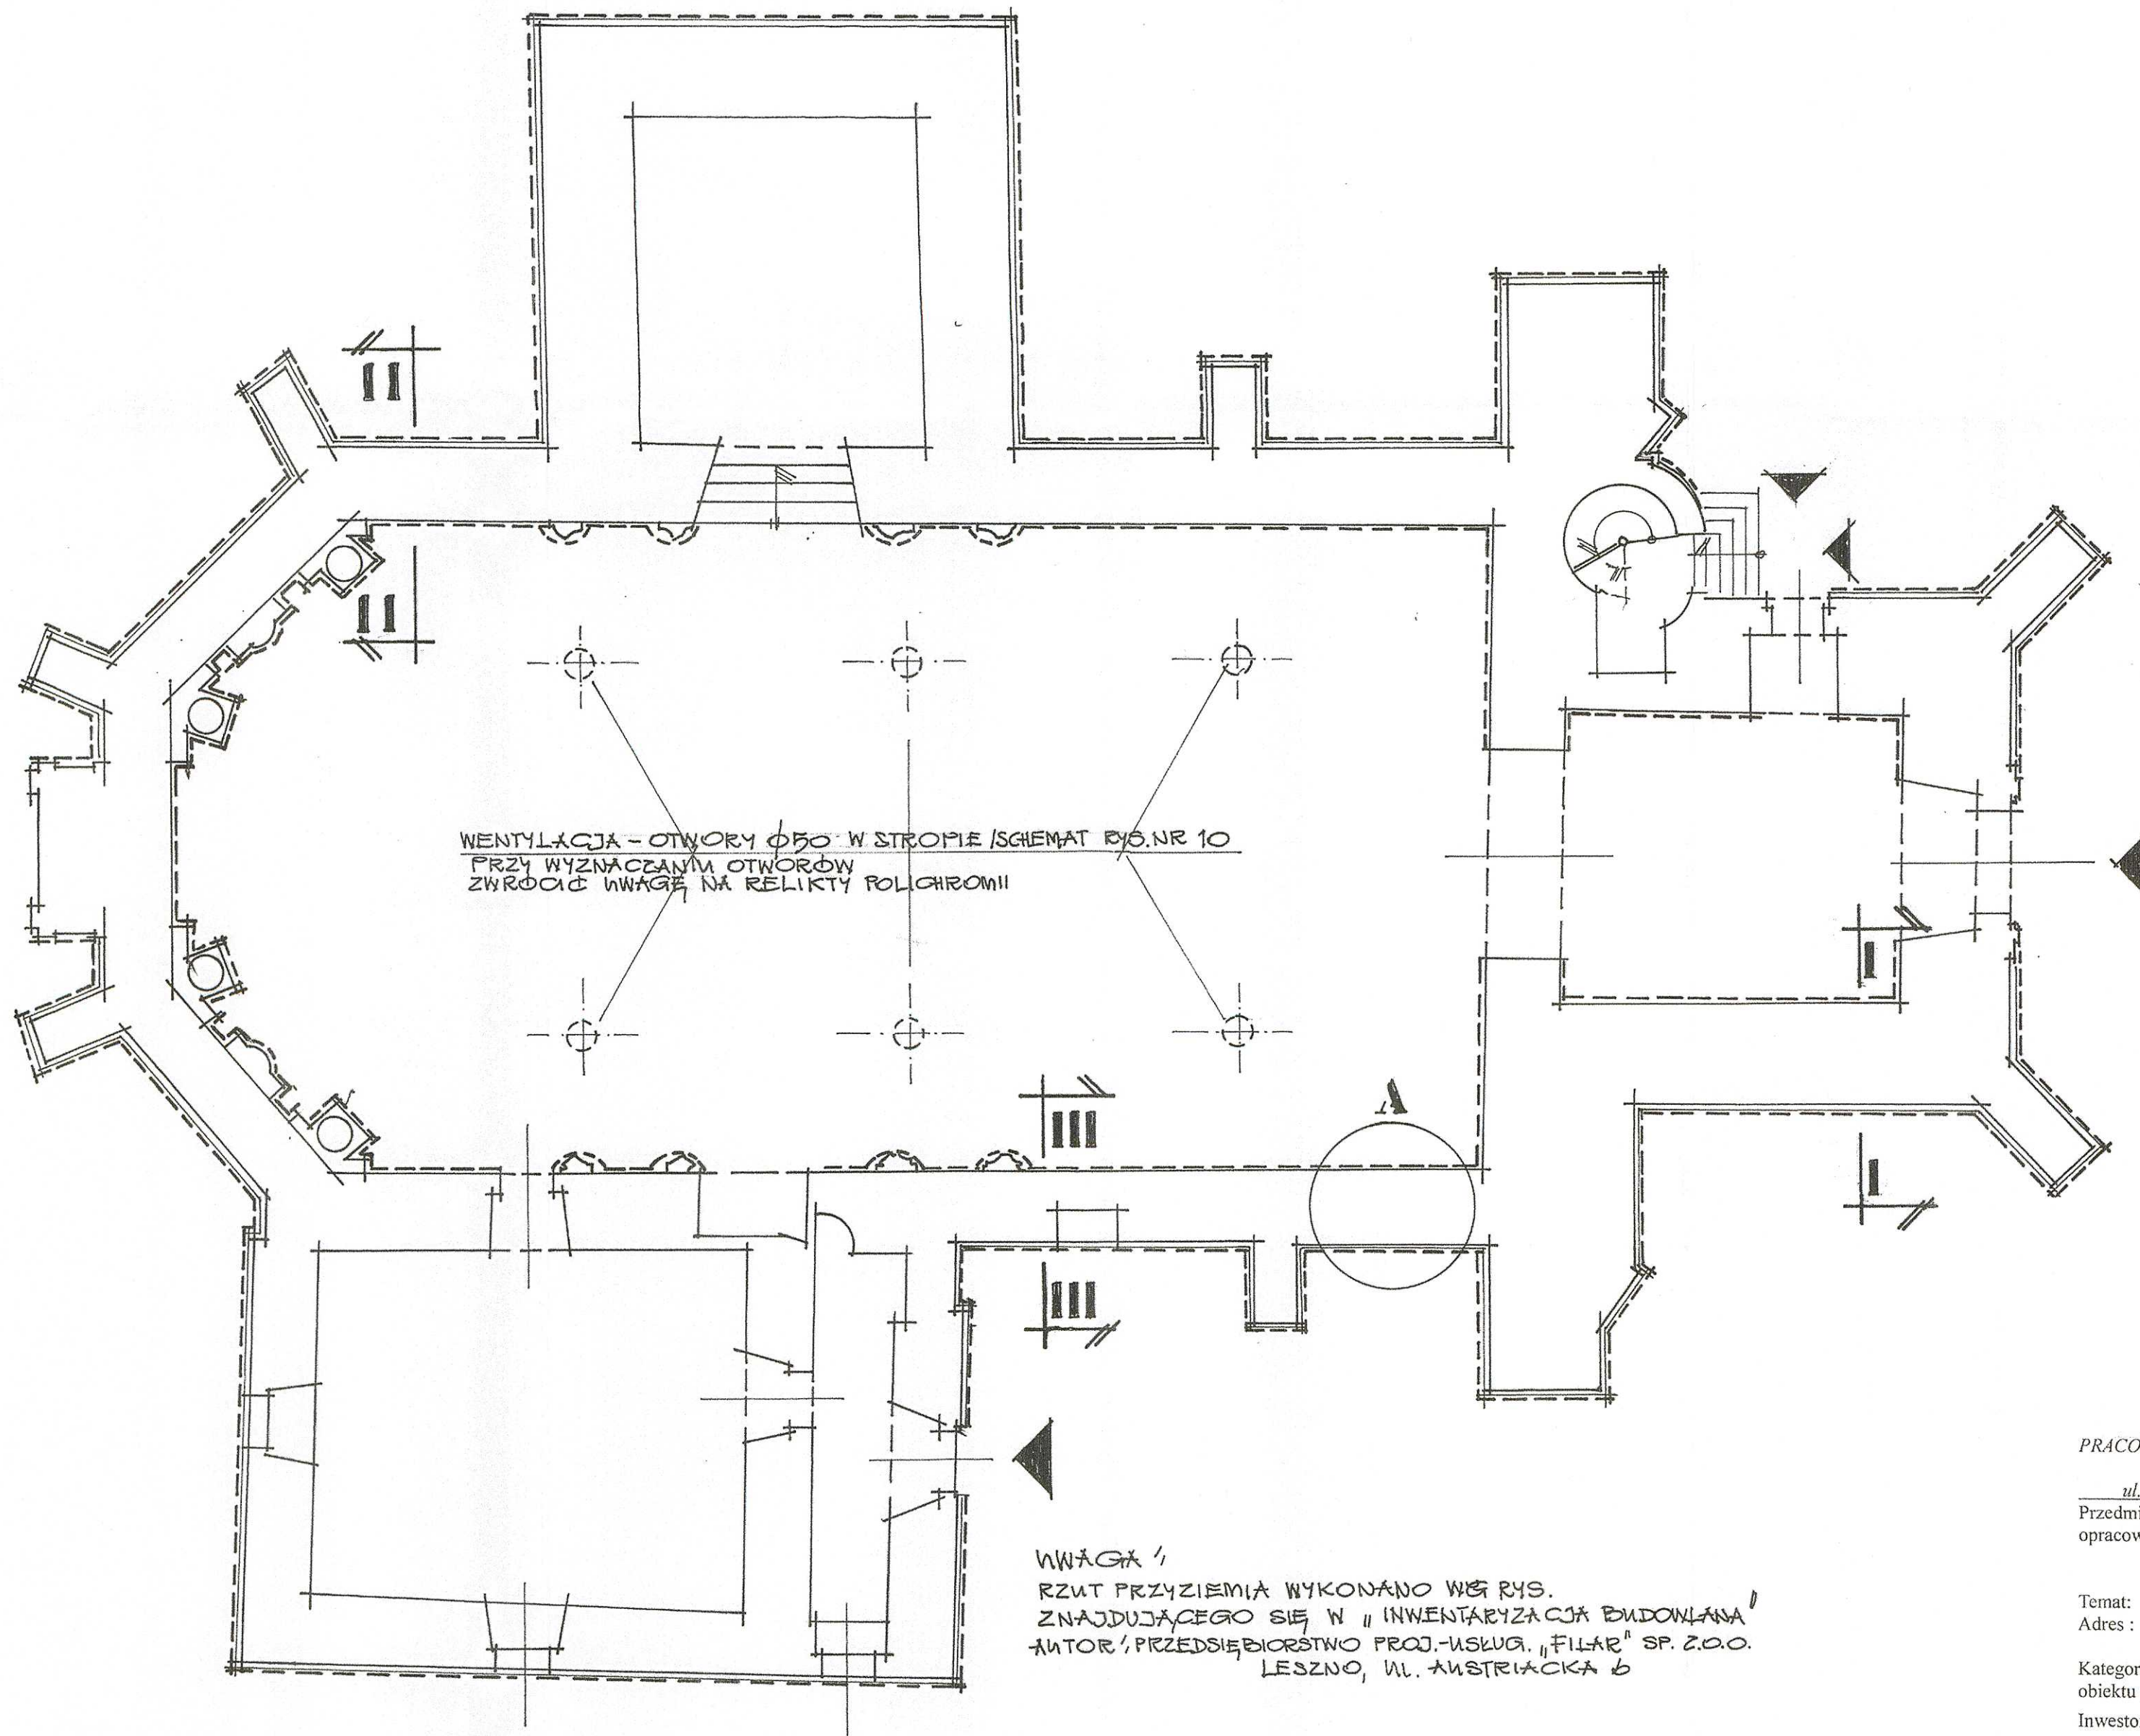 II
II
WENTYLACJA - OTWORY ϕ50 W STROPIE /SCHEMAT RYS. NR 10
PRZY WYZNACZANIU OTWORÓW
ZWRÓCIĆ UWAGĘ NA RELIKTY POLICHROMII
I
III
A
I
III
UWAGA:
RZUT PRZYZIEMIA WYKONANO WG RYS.
ZNAJDUJĄCEGO SIĘ W „INWENTARYZACJA BUDOWLANA"
AUTOR: PRZEDSIĘBIORSTWO PROJ.-USŁUG. „FILAR" SP. Z.O.O.
LESZNO, UL. AUSTRIACKA 6
PRACO
ul.
Przedmi
opracow
Temat:
Adres :
Kategor
obiektu
Inwesto